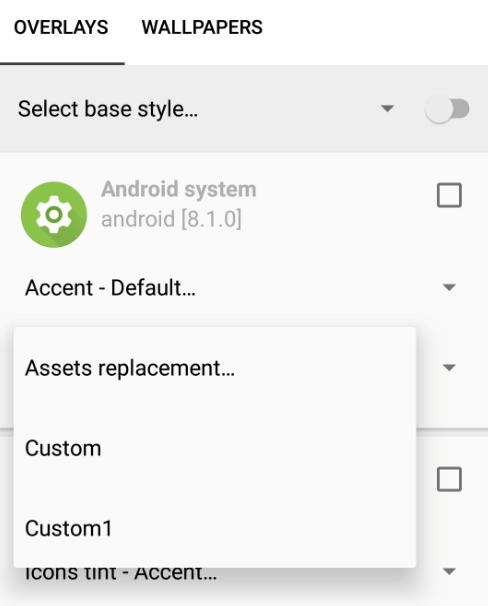 OVERLAYS WALLPAPERS
Select base style...
Android system
android [8.1.0]
Accent - Default...
Assets replacement...
Custom
Custom1
Icons tint - Accent...